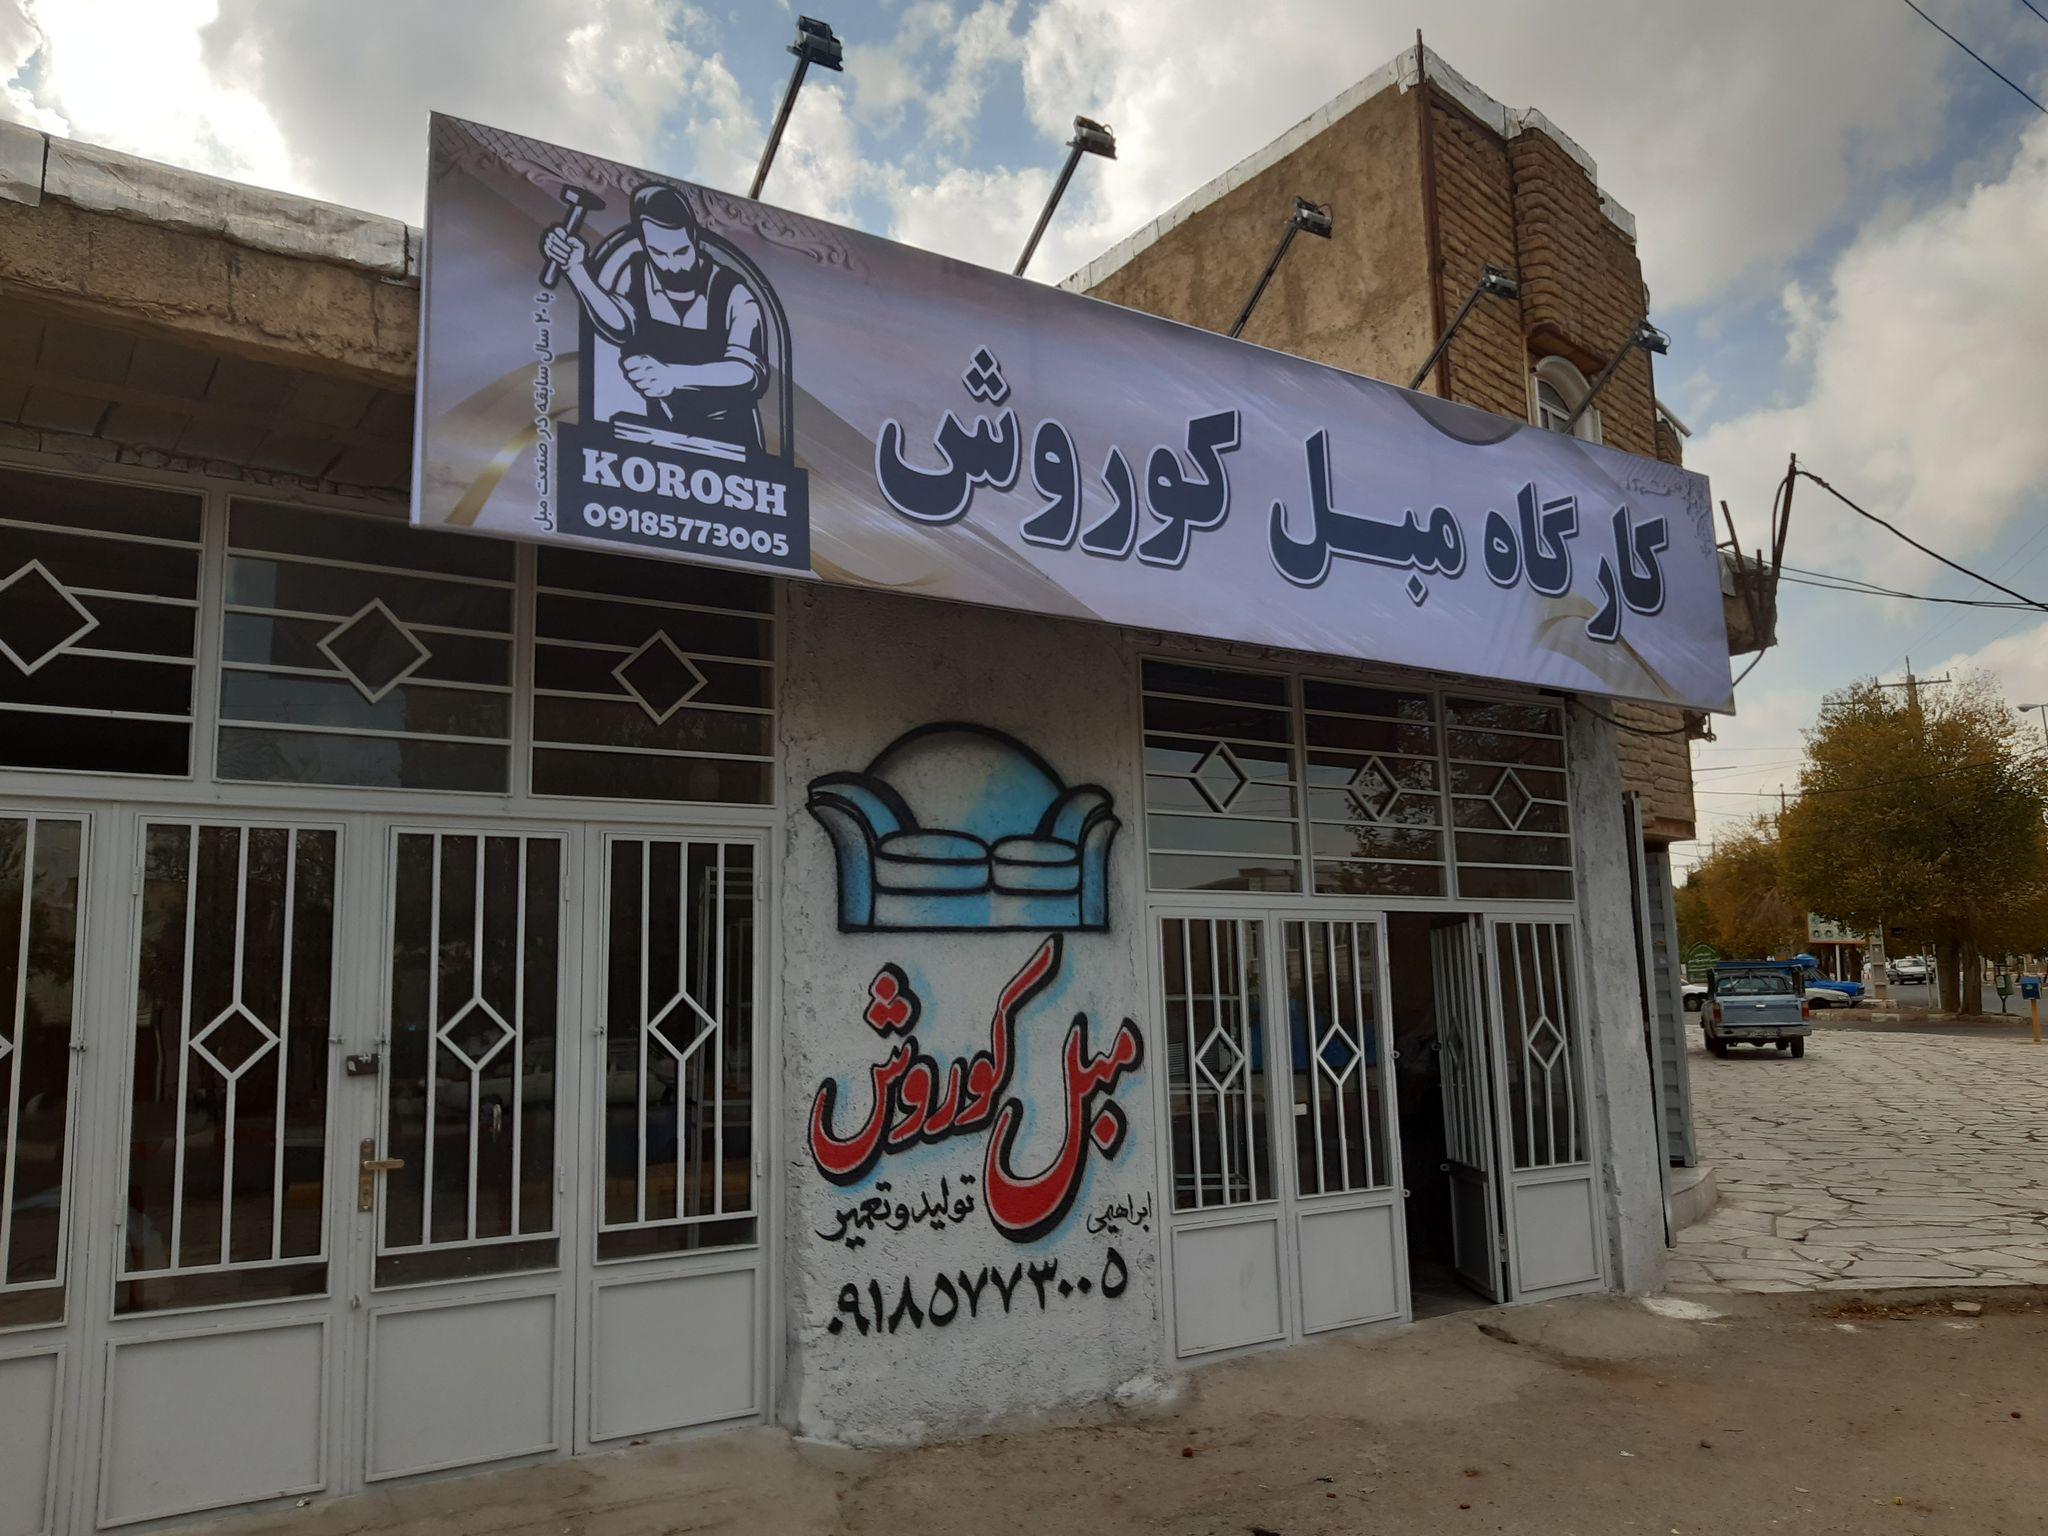 کارگاه مبل کوروش
با ۲۰ سال سابقه در صنعت مبل
KOROSH
09185773005
مبل کوروش
ابراهیمی
تولید و تعمیر
۰۹۱۸۵۷۷۳۰۰۵